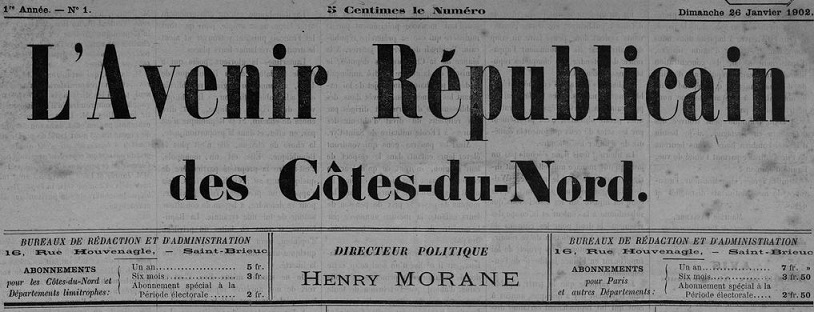 1re Année. — N° 1.
5 Centimes le Numéro
Dimanche 26 Janvier 1902.
L'Avenir Républicain
des Côtes-du-Nord.
BUREAUX DE RÉDACTION ET D'ADMINISTRATION
16, Rue Houvenagle, — Saint-Brieuc
ABONNEMENTS
pour les Côtes-du-Nord et
Départements limitrophes:
Un an............... 5 fr.
Six mois............... 3 fr.
Abonnement spécial à la
Période électorale...... 2 fr.
DIRECTEUR POLITIQUE
HENRY MORANE
BUREAUX DE RÉDACTION ET D'ADMINISTRATION
16, Rue Houvenagle. — Saint-Brieuc
ABONNEMENTS
pour Paris
et autres Départements:
Un an............... 7 fr. »
Six mois............... 3 fr. 50
Abonnement spécial à la
Période électorale...... 2 fr. 50